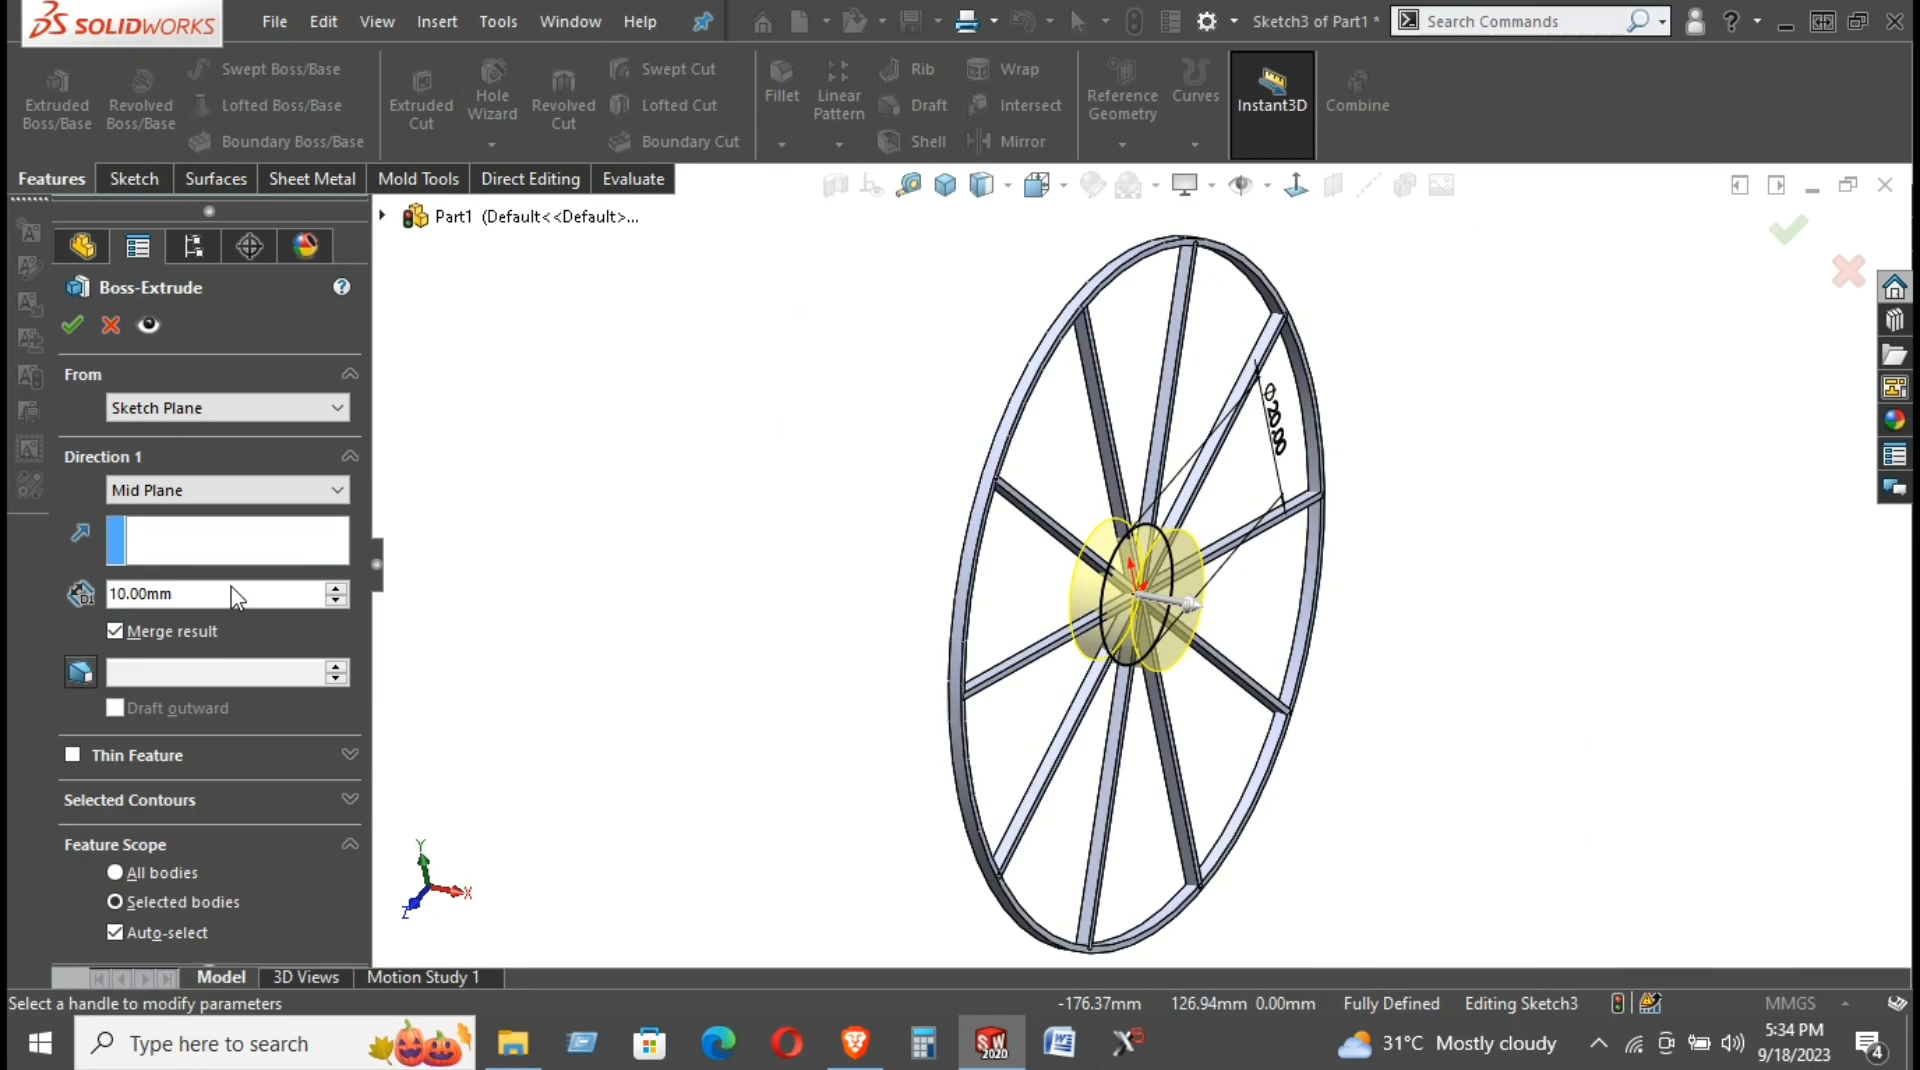 SOLIDWORKS File Edit View Insert Tools Window Help Sketch3 of Part1 * Search Commands ?
Extruded Boss/Base
Revolved Boss/Base
Swept Boss/Base
Lofted Boss/Base
Boundary Boss/Base
Extruded Cut
Hole Wizard
Revolved Cut
Swept Cut
Lofted Cut
Boundary Cut
Fillet
Linear Pattern
Rib
Draft
Shell
Wrap
Intersect
Mirror
Reference Geometry
Curves
Instant3D
Combine
Features Sketch Surfaces Sheet Metal Mold Tools Direct Editing Evaluate
Part1 (Default<<Default>...
Boss-Extrude ?
From
Sketch Plane
Direction 1
Mid Plane
D1 10.00mm
Merge result
Draft outward
Thin Feature
Selected Contours
Feature Scope
All bodies
Selected bodies
Auto-select
Ø20.00
Y
X
Z
Model 3D Views Motion Study 1
Select a handle to modify parameters -176.37mm 126.94mm 0.00mm Fully Defined Editing Sketch3 MMGS
Type here to search SW 2020 31°C Mostly cloudy 5:34 PM
9/18/2023 4